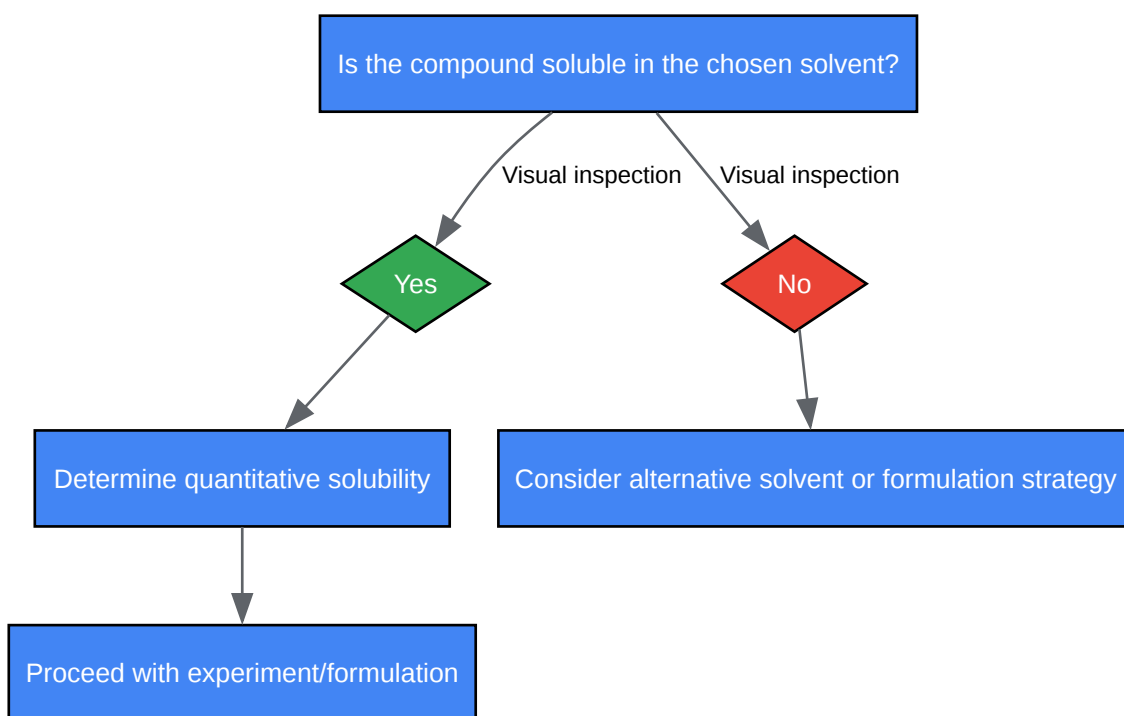 Is the compound soluble in the chosen solvent?
Visual inspection
Visual inspection
Yes
No
Determine quantitative solubility
Consider alternative solvent or formulation strategy
Proceed with experiment/formulation